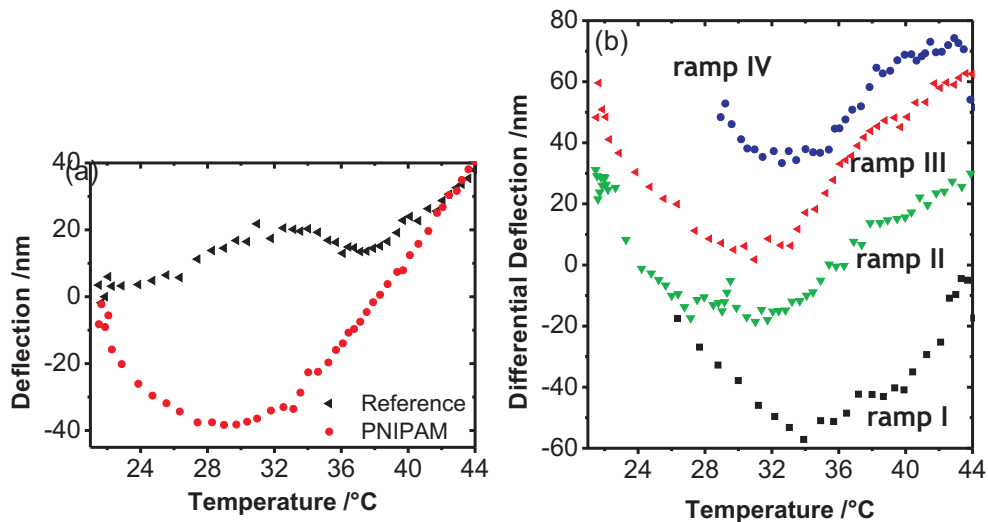 (a)
40
20
0
-20
-40
Deflection /nm
Reference
PNIPAM
24 28 32 36 40 44
Temperature /°C
(b)
80
60
40
20
0
-20
-40
-60
Differential Deflection /nm
ramp IV
ramp III
ramp II
ramp I
24 28 32 36 40 44
Temperature /°C